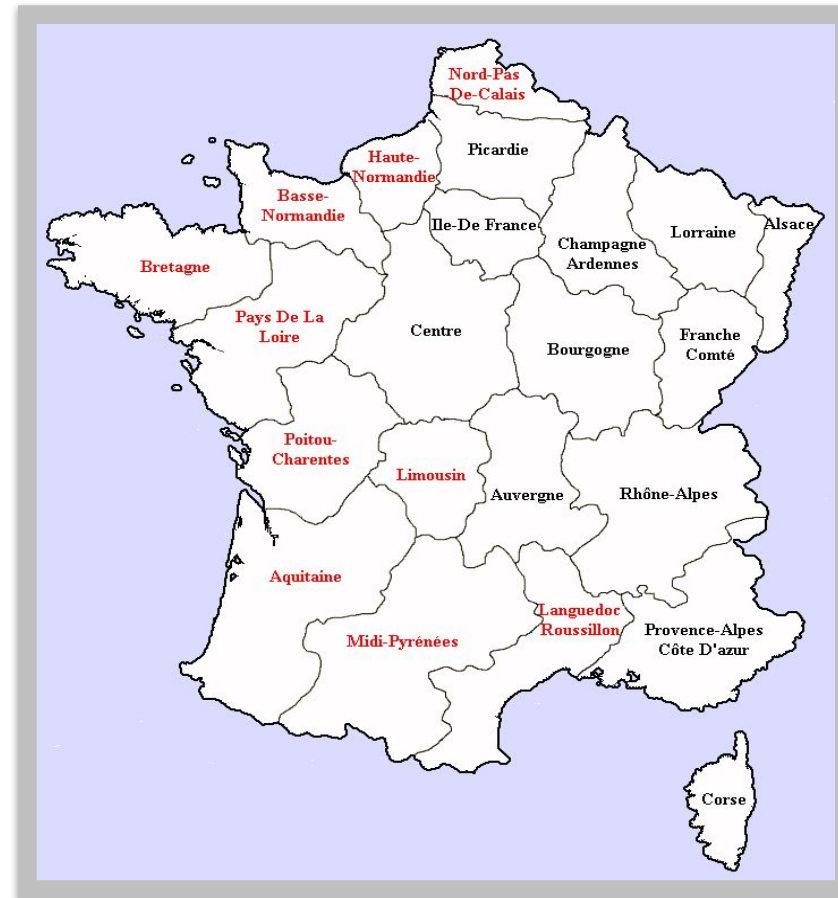 Nord-Pas
-De-Calais
Picardie
Haute-
Normandie
Basse-
Normandie
Ile-De France
Champagne
Ardennes
Lorraine
Alsace
Bretagne
Pays De La
Loire
Centre
Bourgogne
Franche
Comté
Poitou-
Charentes
Limousin
Auvergne
Rhône-Alpes
Aquitaine
Midi-Pyrénées
Languedoc
Roussillon
Provence-Alpes
Côte D'azur
Corse